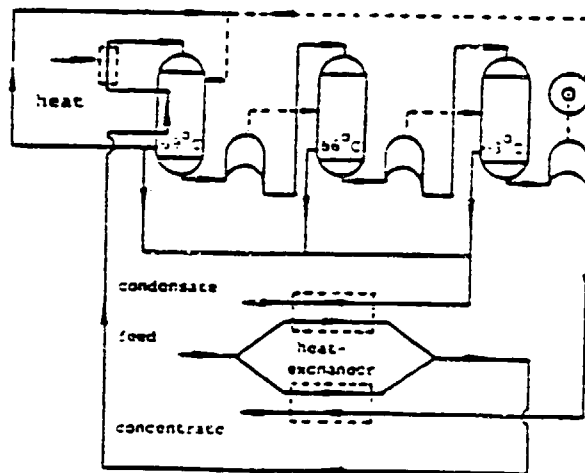 heat
56°C
condensate
feed
heat-
exchanger
concentrate